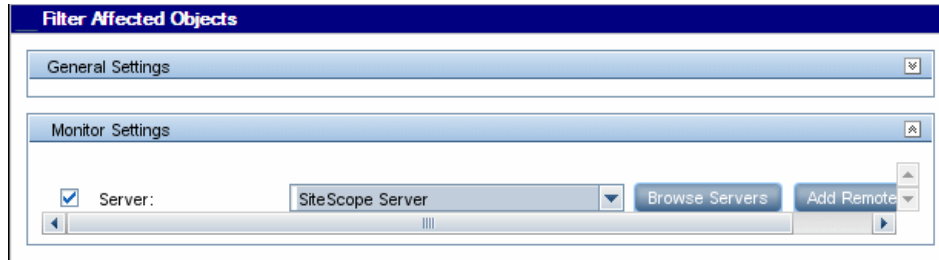 Filter Affected Objects
General Settings
Monitor Settings
Server: SiteScope Server Browse Servers Add Remote